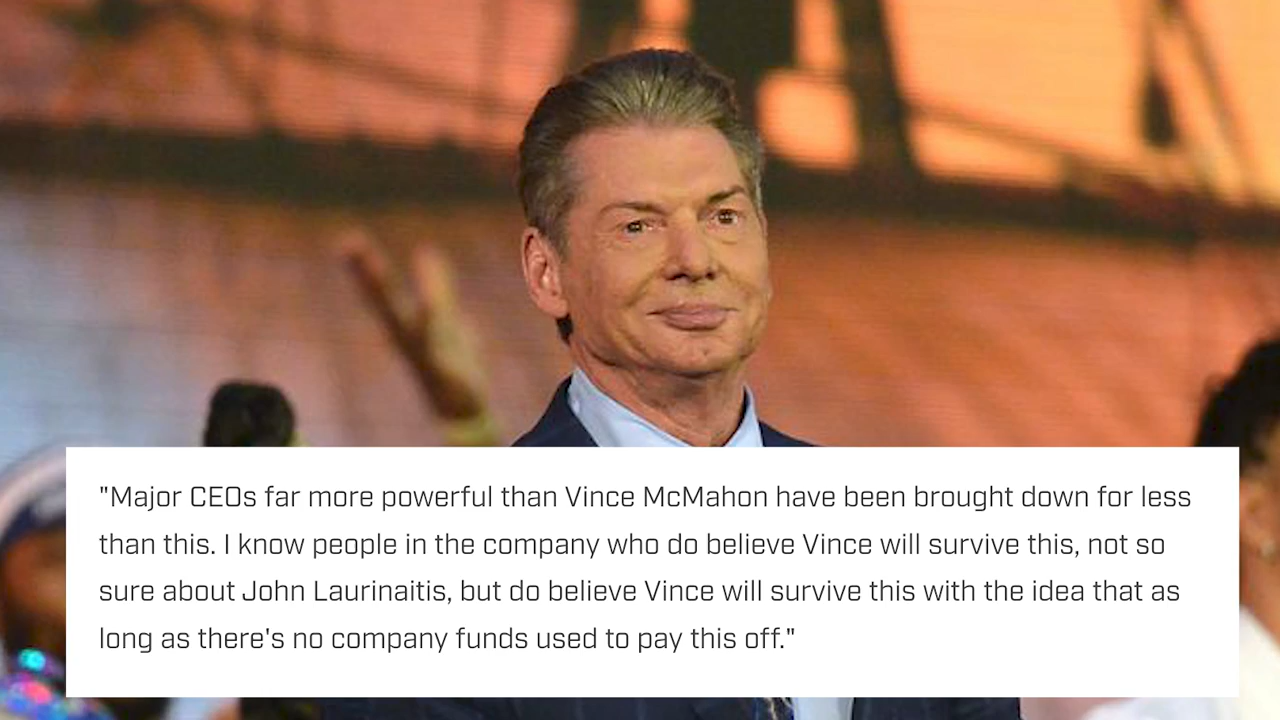 "Major CEOs far more powerful than Vince McMahon have been brought down for less
than this. I know people in the company who do believe Vince will survive this, not so
sure about John Laurinaitis, but do believe Vince will survive this with the idea that as
long as there's no company funds used to pay this off."